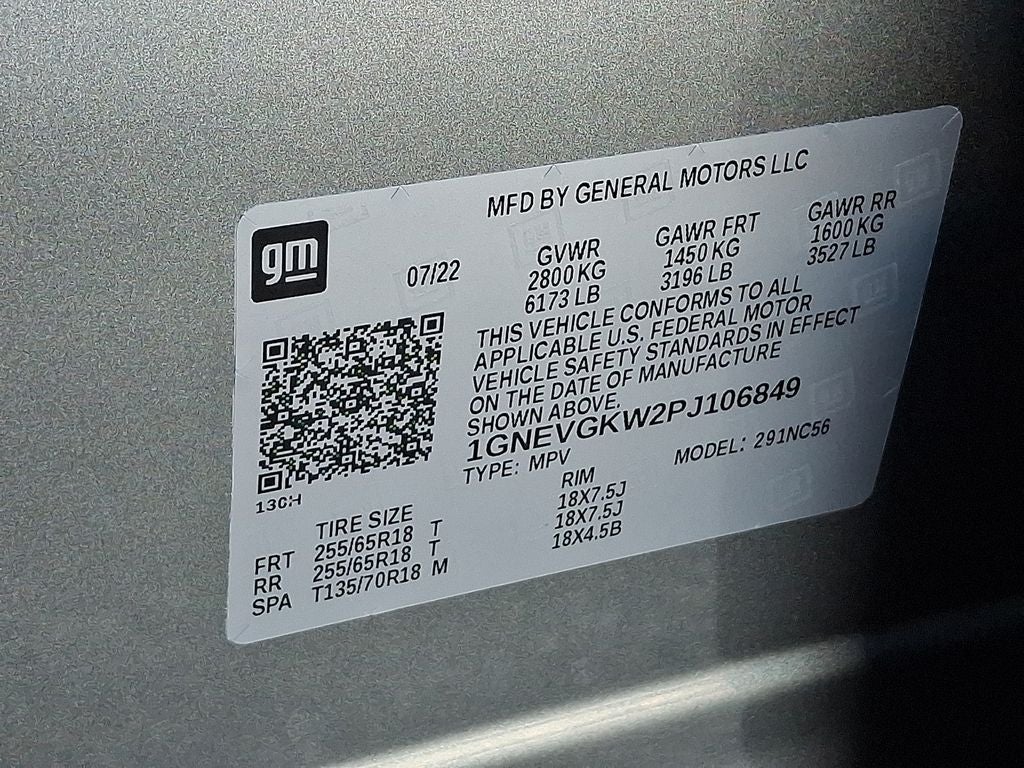 MFD BY GENERAL MOTORS LLC
gm
07/22
GVWR GAWR FRT GAWR RR
2800 KG 1450 KG 1600 KG
6173 LB 3196 LB 3527 LB
THIS VEHICLE CONFORMS TO ALL
APPLICABLE U.S. FEDERAL MOTOR
VEHICLE SAFETY STANDARDS IN EFFECT
ON THE DATE OF MANUFACTURE
SHOWN ABOVE.
1GNEVGKW2PJ106849
TYPE: MPV MODEL: 291NC56
13CH
TIRE SIZE RIM
FRT 255/65R18 T 18X7.5J
RR 255/65R18 T 18X7.5J
SPA T135/70R18 M 18X4.5B